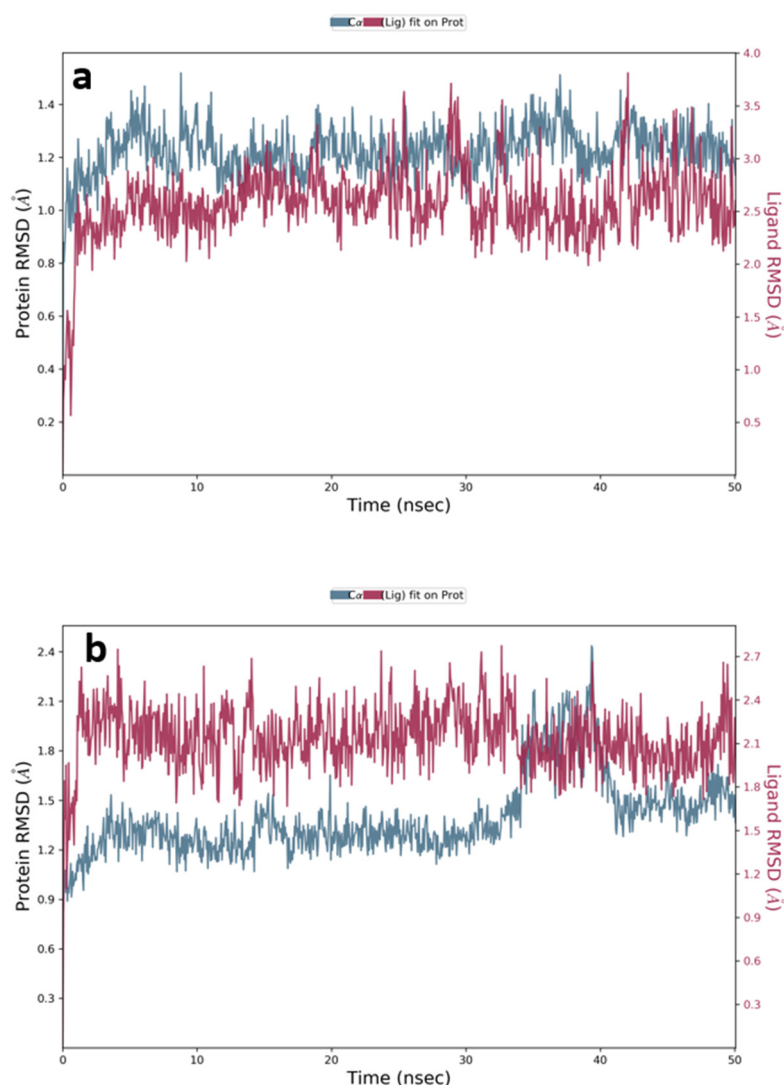 Cα (Lig) fit on Prot
a
Protein RMSD (Å)
1.4
1.2
1.0
0.8
0.6
0.4
0.2
4.0
3.5
3.0
2.5
2.0
1.5
1.0
0.5
Ligand RMSD (Å)
0 10 20 30 40 50
Time (nsec)
Cα (Lig) fit on Prot
b
Protein RMSD (Å)
2.4
2.1
1.8
1.5
1.2
0.9
0.6
0.3
2.7
2.4
2.1
1.8
1.5
1.2
0.9
0.6
0.3
Ligand RMSD (Å)
0 10 20 30 40 50
Time (nsec)